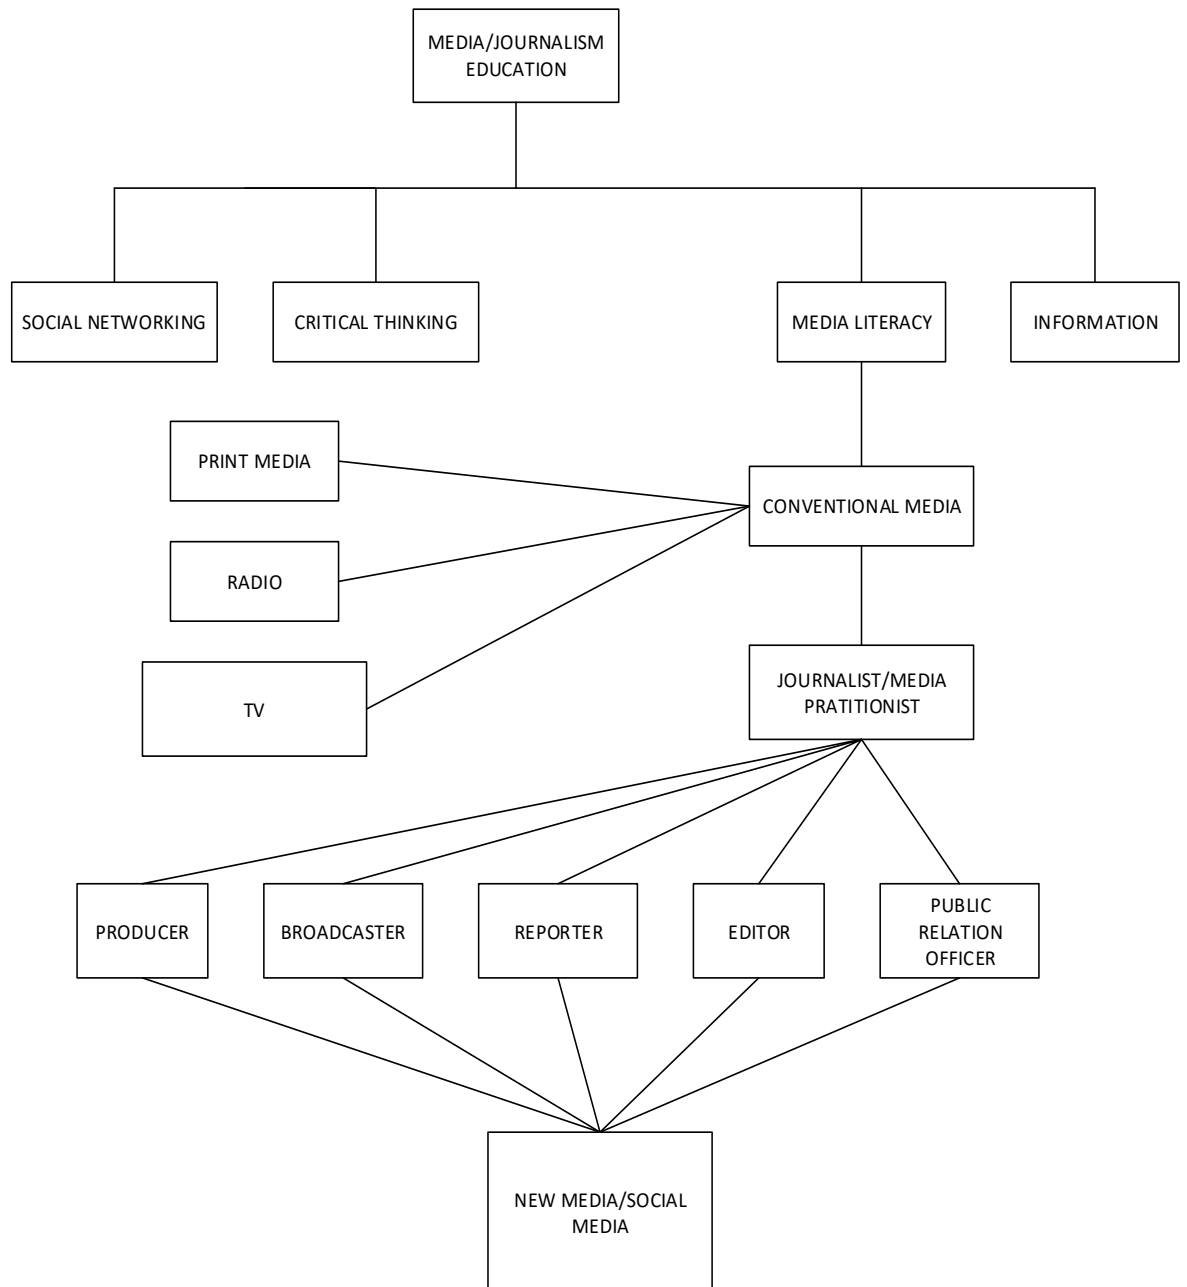 MEDIA/JOURNALISM
EDUCATION
SOCIAL NETWORKING
CRITICAL THINKING
MEDIA LITERACY
INFORMATION
PRINT MEDIA
CONVENTIONAL MEDIA
RADIO
JOURNALIST/MEDIA
PRATITIONIST
TV
PRODUCER
BROADCASTER
REPORTER
EDITOR
PUBLIC
RELATION
OFFICER
NEW MEDIA/SOCIAL
MEDIA